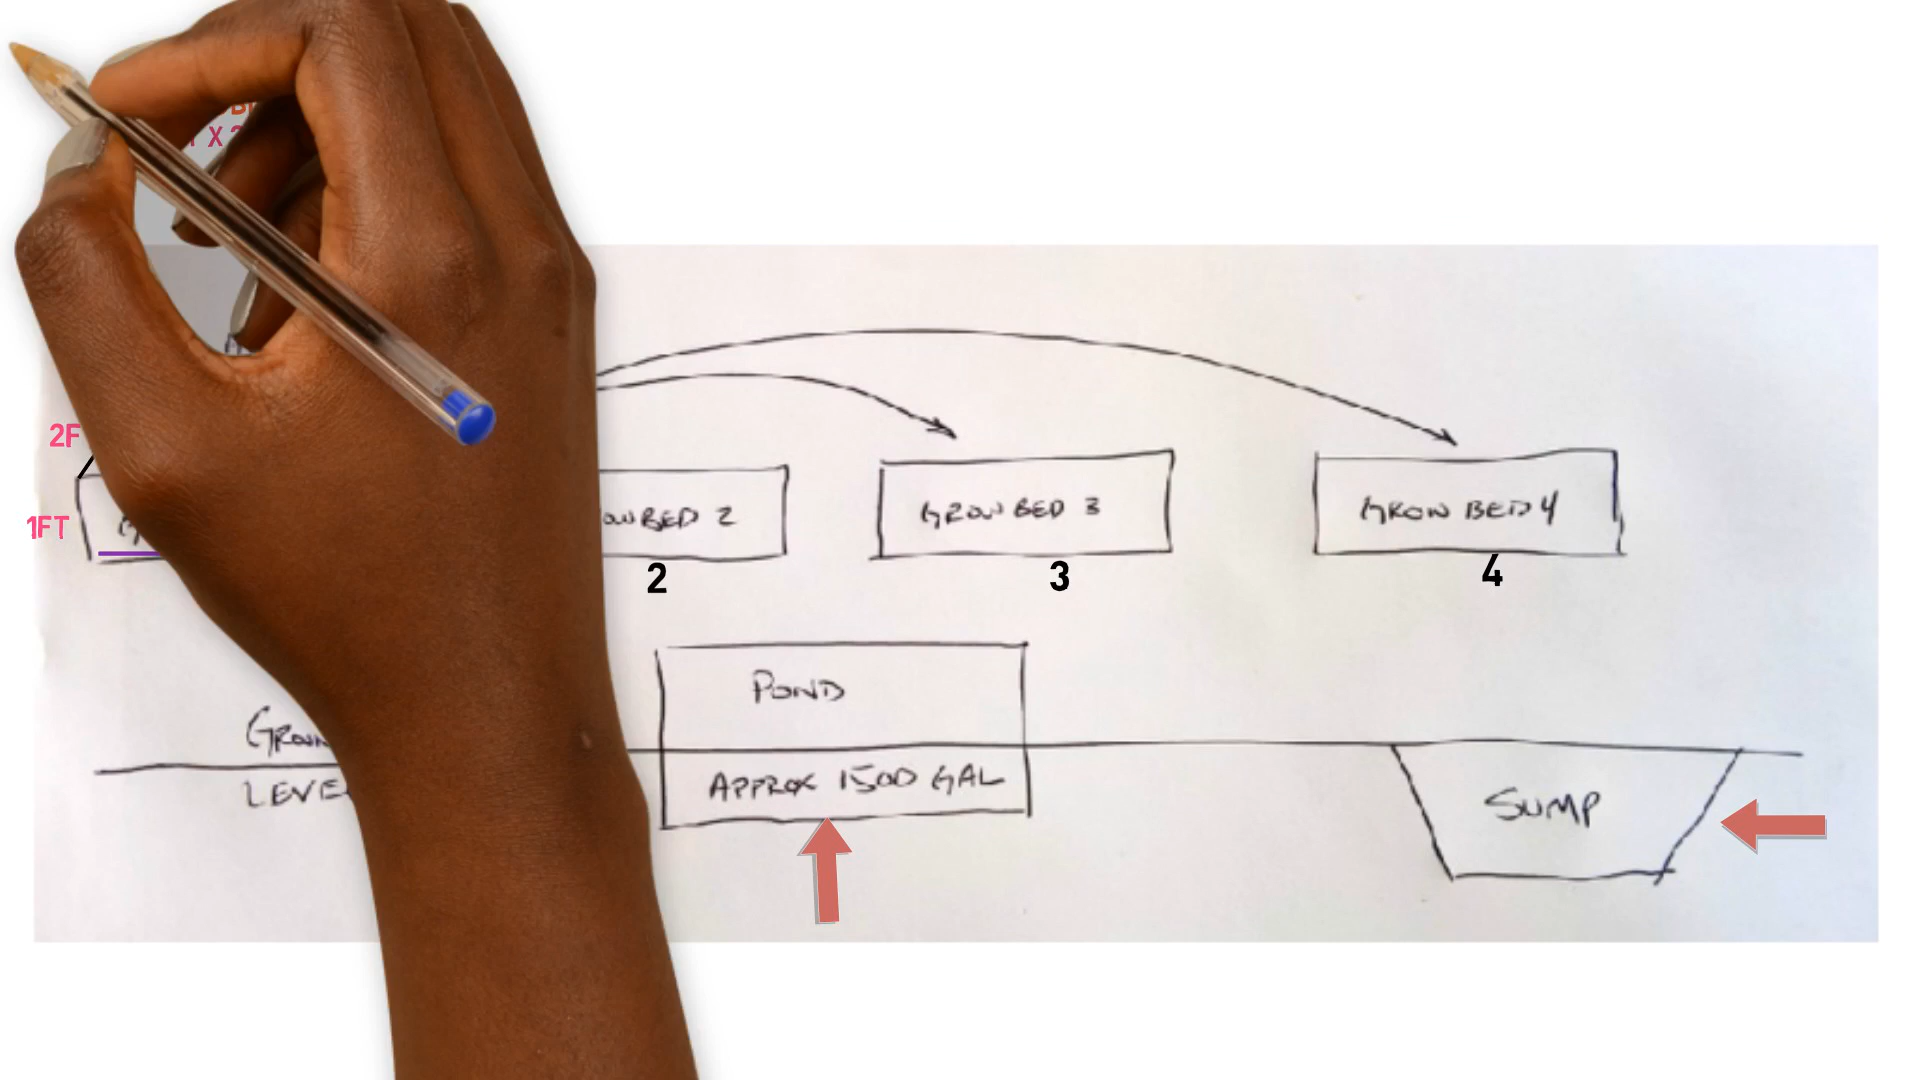 X
2F
1FT
BED 2
GROW BED 3
GROW BED 4
2
3
4
POND
LEVE
APPROX 1500 GAL
SUMP